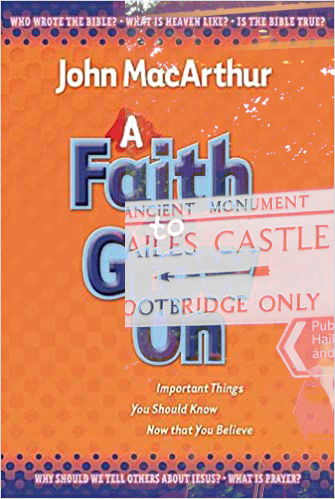 WHO WROTE THE BIBLE? • WHAT IS HEAVEN LIKE? • IS THE BIBLE TRUE?
John MacArthur
A
Faith
ANCIENT MONUMENT
to
AILES CASTLE
OOTBRIDGE ONLY
On
Pub
Hail
and
Important Things
You Should Know
Now that You Believe
WHY SHOULD WE TELL OTHERS ABOUT JESUS? • WHAT IS PRAYER?